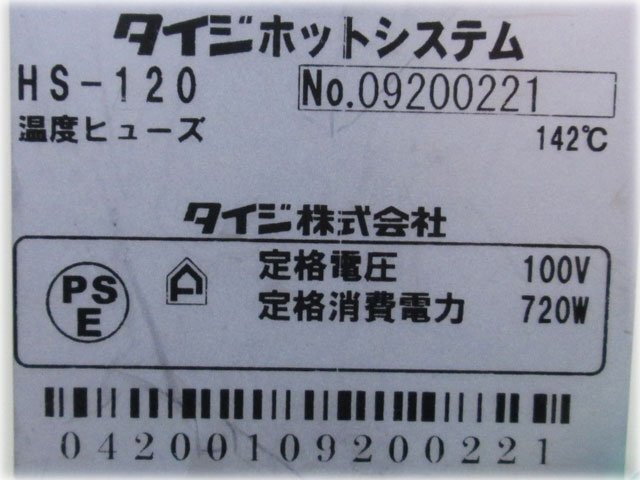 タイジホットシステム
HS-120 No.09200221
温度ヒューズ 142℃
タイジ株式会社
PS
E
定格電圧 100V
定格消費電力 720W
04200109200221